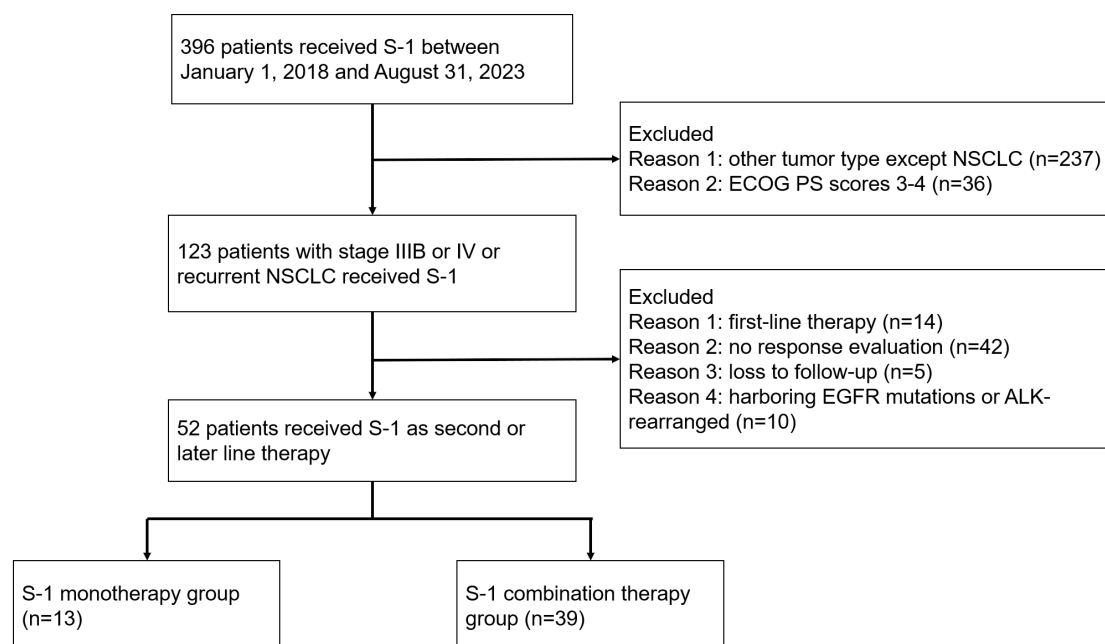 396 patients received S-1 between
January 1, 2018 and August 31, 2023
Excluded
Reason 1: other tumor type except NSCLC (n=237)
Reason 2: ECOG PS scores 3-4 (n=36)
123 patients with stage IIIB or IV or
recurrent NSCLC received S-1
Excluded
Reason 1: first-line therapy (n=14)
Reason 2: no response evaluation (n=42)
Reason 3: loss to follow-up (n=5)
Reason 4: harboring EGFR mutations or ALK-
rearranged (n=10)
52 patients received S-1 as second or
later line therapy
S-1 monotherapy group
(n=13)
S-1 combination therapy
group (n=39)